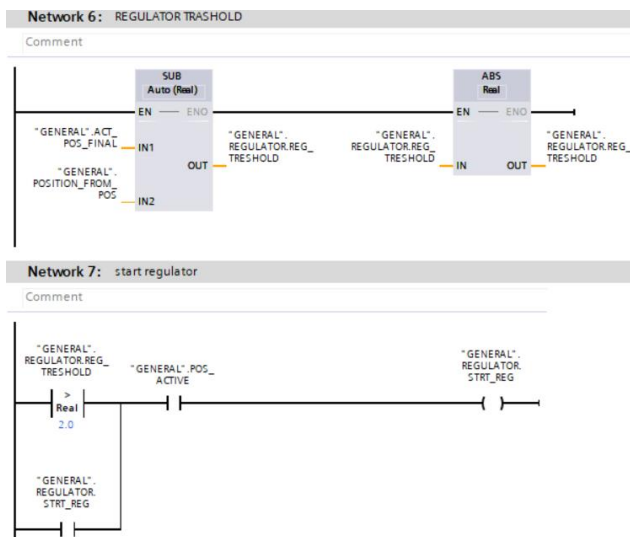 Network 6: REGULATOR TRASHOLD
Comment
SUB
Auto (Real)
EN ENO
"GENERAL".ACT_
POS_FINAL
IN1
"GENERAL".
POSITION_FROM_
POS
IN2
OUT
"GENERAL".
REGULATOR.REG_
TRESHOLD
ABS
Real
EN ENO
"GENERAL".
REGULATOR.REG_
TRESHOLD
IN
OUT
"GENERAL".
REGULATOR.REG_
TRESHOLD
Network 7: start regulator
Comment
"GENERAL".
REGULATOR.REG_
TRESHOLD
>
Real
2.0
"GENERAL".POS_
ACTIVE
"GENERAL".
REGULATOR.
STRT_REG
"GENERAL".
REGULATOR.
STRT_REG